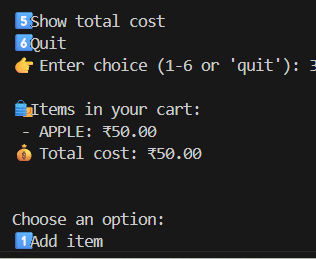 5️⃣Show total cost
6️⃣Quit
👉 Enter choice (1-6 or 'quit'): 3
🛍️Items in your cart:
- APPLE: ₹50.00
💰 Total cost: ₹50.00
Choose an option:
1️⃣Add item